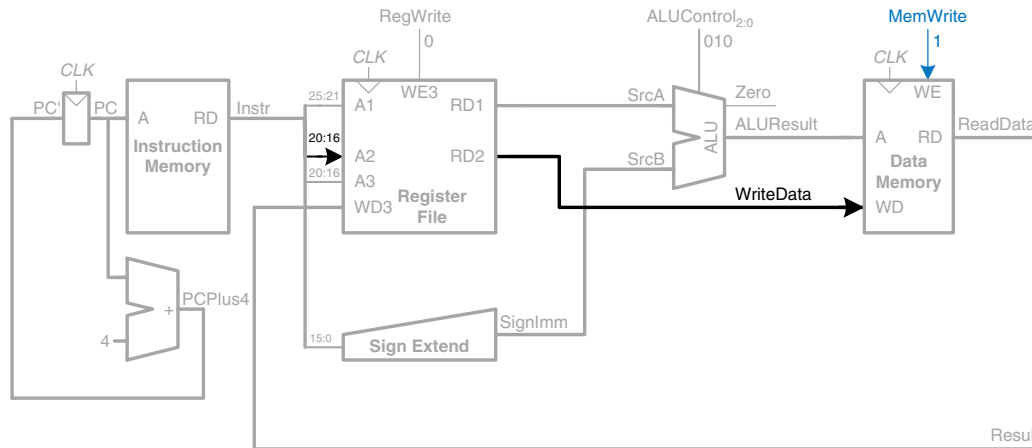 RegWrite
0
ALUControl2:0
010
MemWrite
1
CLK
CLK
CLK
PC'
PC
A
RD
Instruction
Memory
Instr
25:21
A1
WE3
RD1
SrcA
Zero
WE
20:16
A2
RD2
SrcB
ALU
ALUResult
A
RD
ReadData
Data
Memory
20:16
A3
Register
File
WD3
WriteData
WD
PCPlus4
+
4
15:0
SignImm
Sign Extend
Resu